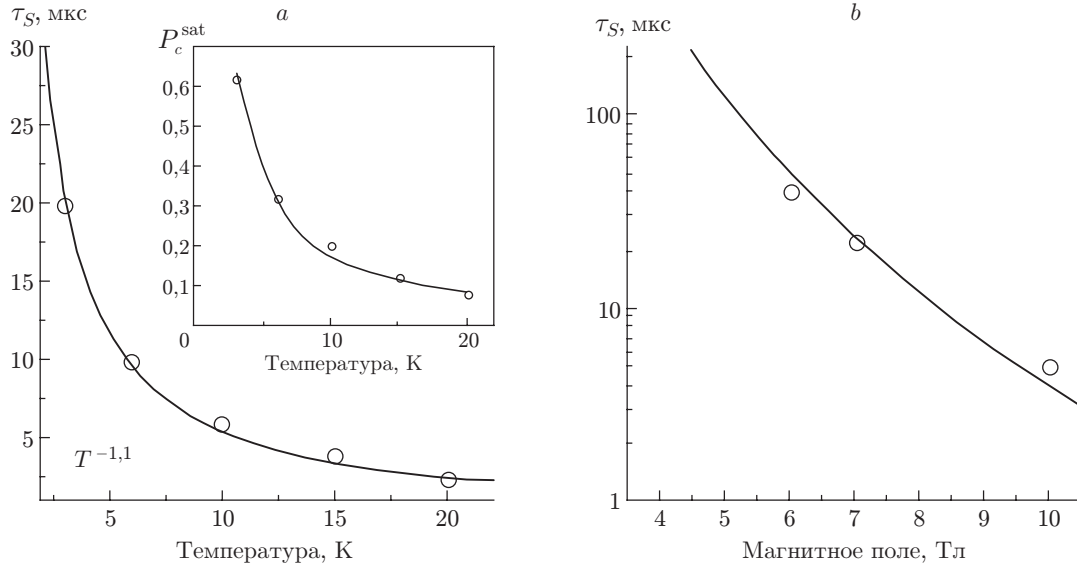 τ_S, мкс
a
30
25
20
15
10
5
T^{−1,1}
5 10 15 20
Температура, К
P_c^{sat}
0,6
0,5
0,4
0,3
0,2
0,1
0 10 20
Температура, К
b
τ_S, мкс
100
10
1
4 5 6 7 8 9 10
Магнитное поле, Тл